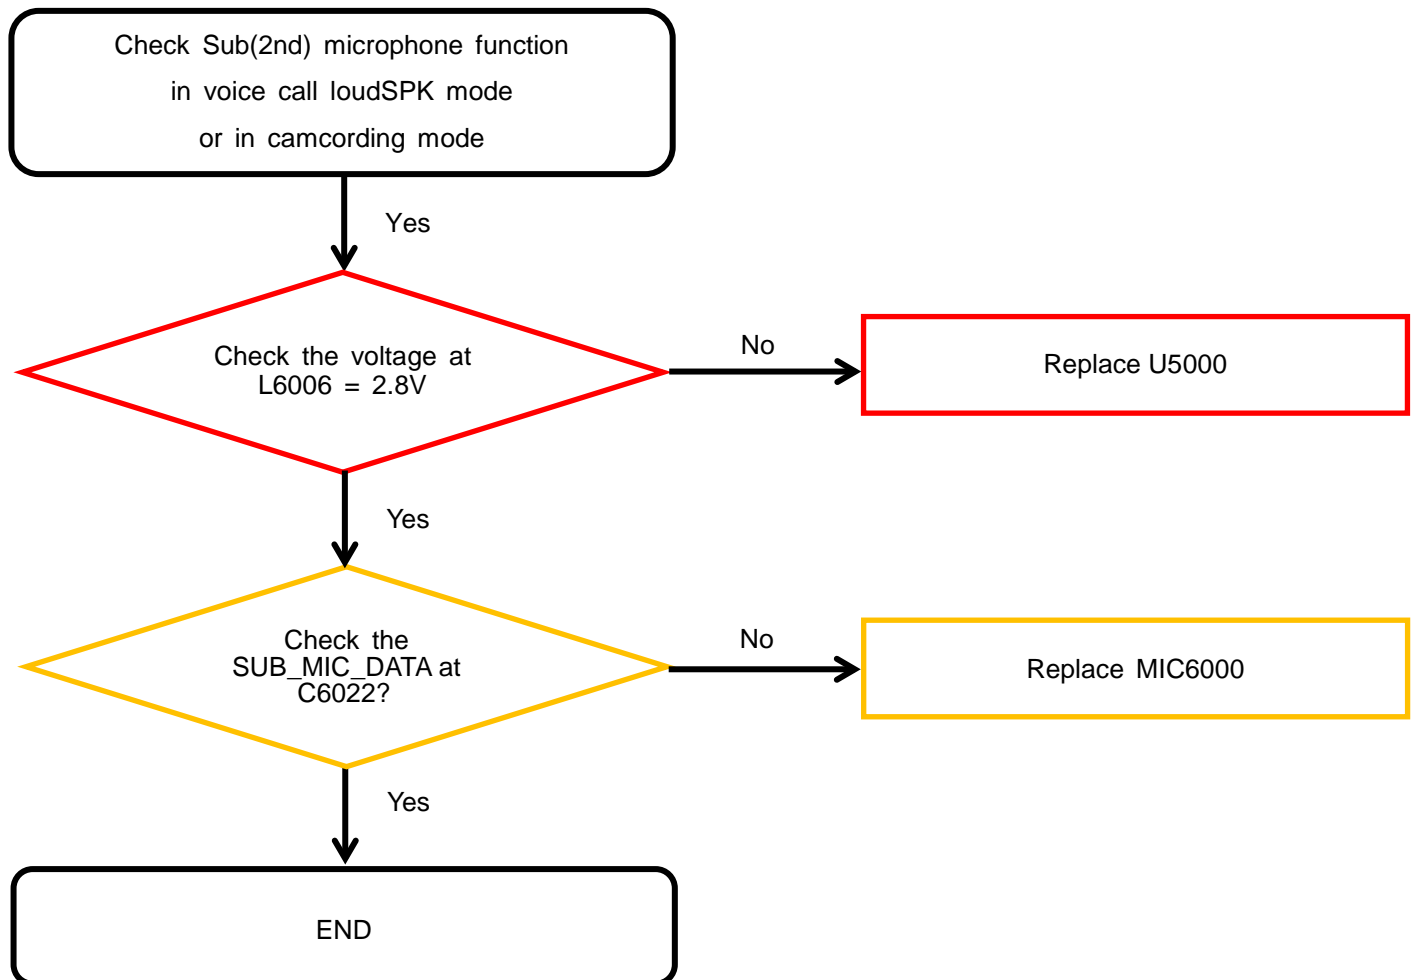 Check Sub(2nd) microphone function
in voice call loudSPK mode
or in camcording mode
Yes
Check the voltage at
L6006 = 2.8V
No
Replace U5000
Yes
Check the
SUB_MIC_DATA at
C6022?
No
Replace MIC6000
Yes
END